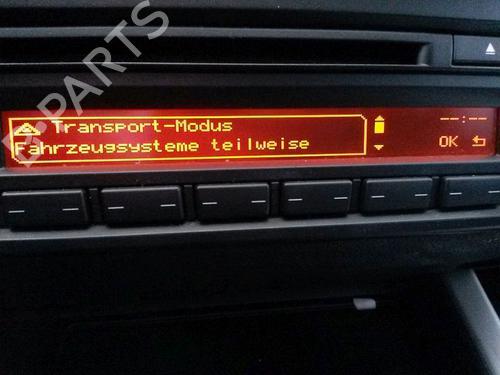 B-PARTS
Transport-Modus
Fahrzeugsysteme teilweise
--:--
OK